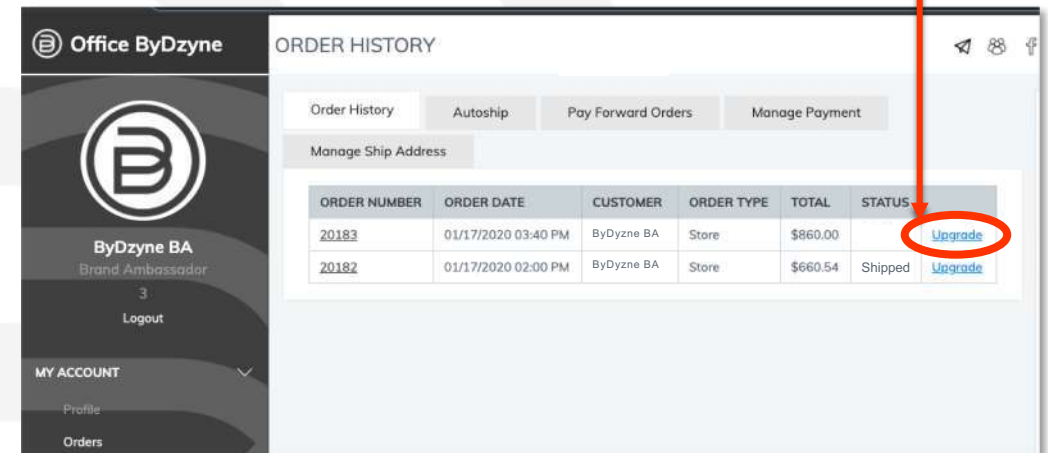 Office ByDzyne
ORDER HISTORY
Order History Autoship Pay Forward Orders Manage Payment
Manage Ship Address
ORDER NUMBER ORDER DATE CUSTOMER ORDER TYPE TOTAL STATUS
20183 01/17/2020 03:40 PM ByDyzne BA Store $860.00 Upgrade
20182 01/17/2020 02:00 PM ByDyzne BA Store $660.54 Shipped Upgrade
ByDzyne BA
Brand Ambassador
3
Logout
MY ACCOUNT
Profile
Orders